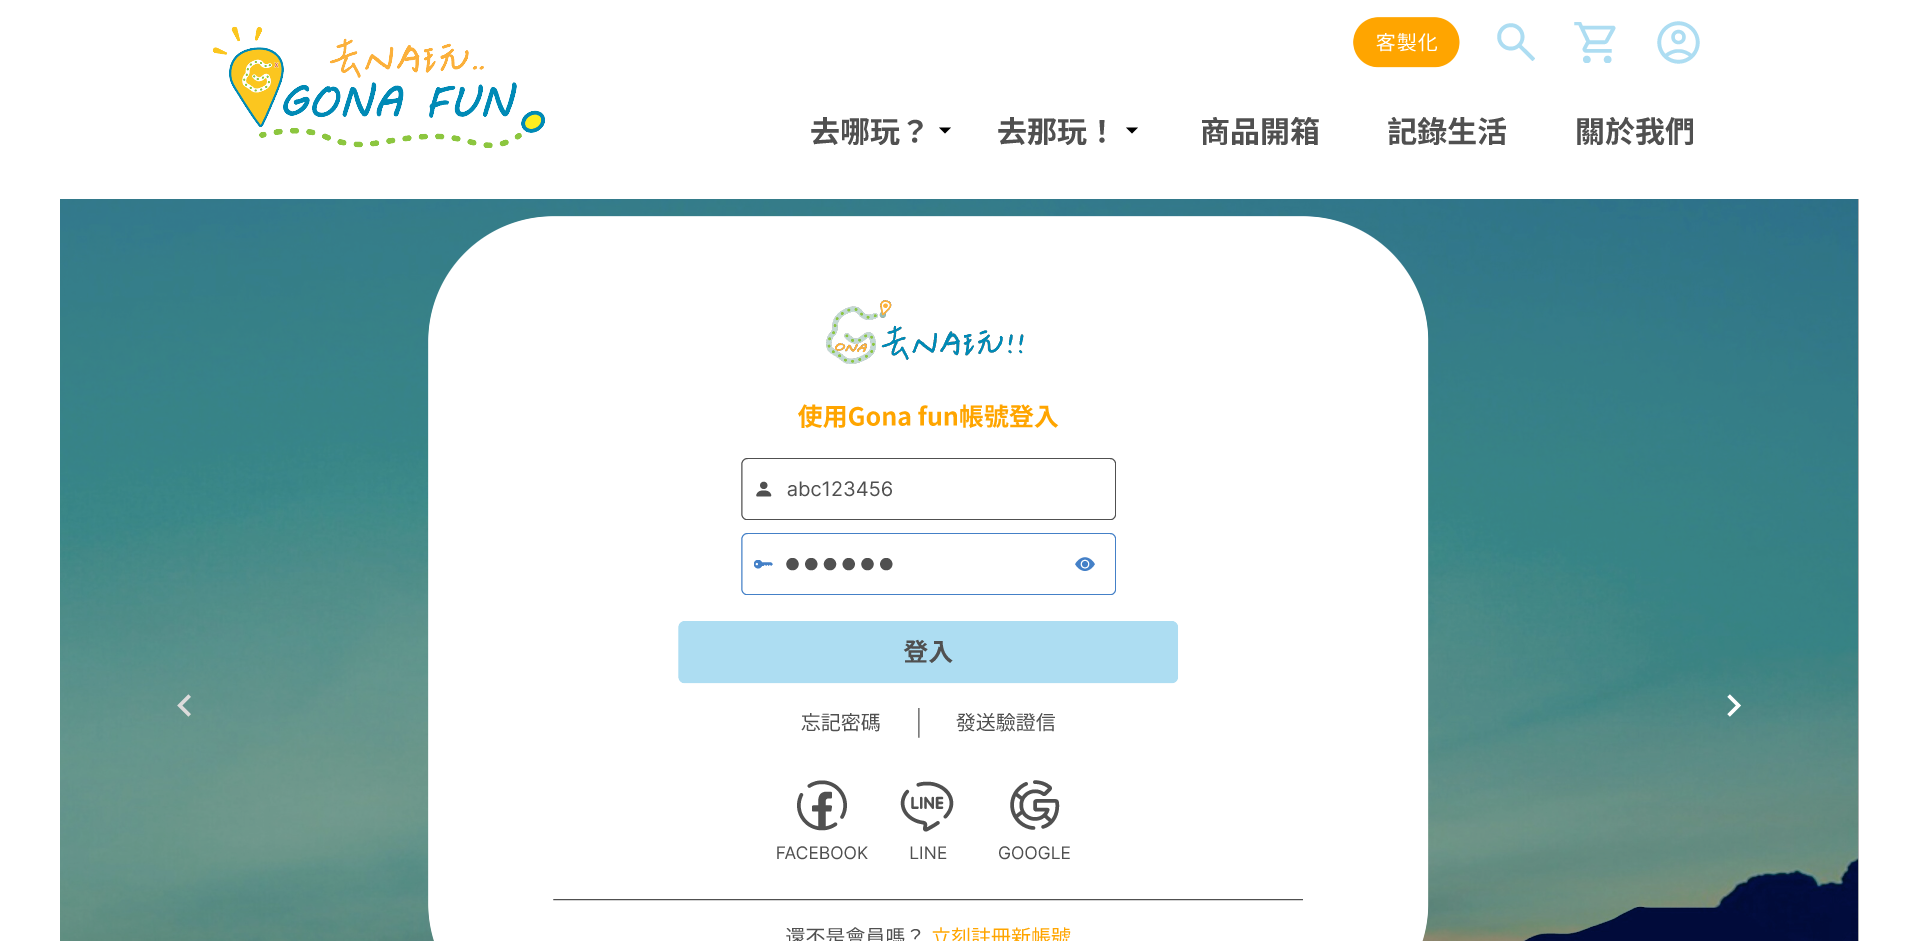 去NA玩..
GONA FUN
客製化
去哪玩？
去那玩！
商品開箱
記錄生活
關於我們
GONA 去NA玩!!
使用Gona fun帳號登入
abc123456
登入
忘記密碼
發送驗證信
LINE
FACEBOOK
LINE
GOOGLE
還不是會員嗎？ 立刻註冊新帳號